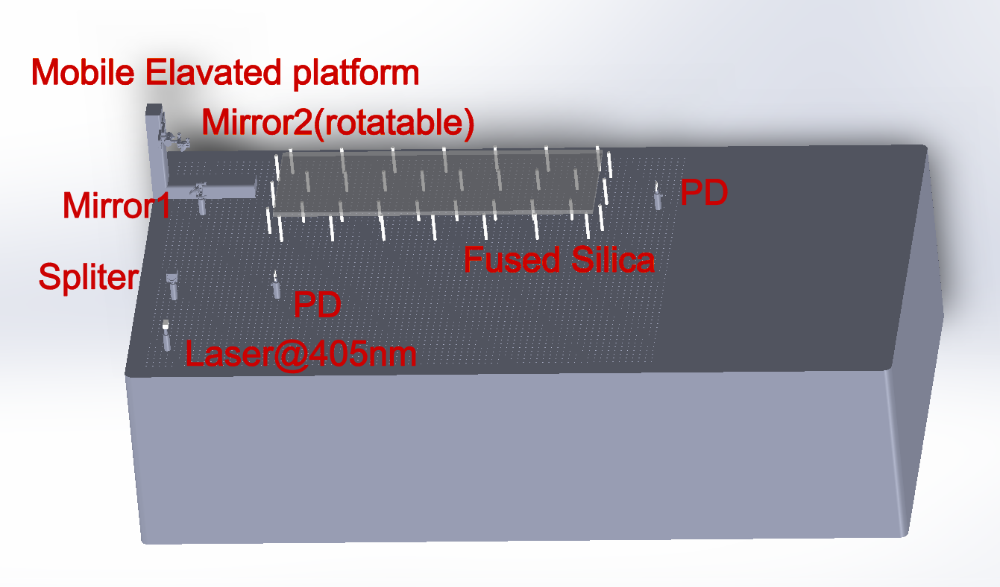 Mobile Elavated platform
Mirror2(rotatable)
Mirror1
PD
Fused Silica
Spliter
PD
Laser@405nm